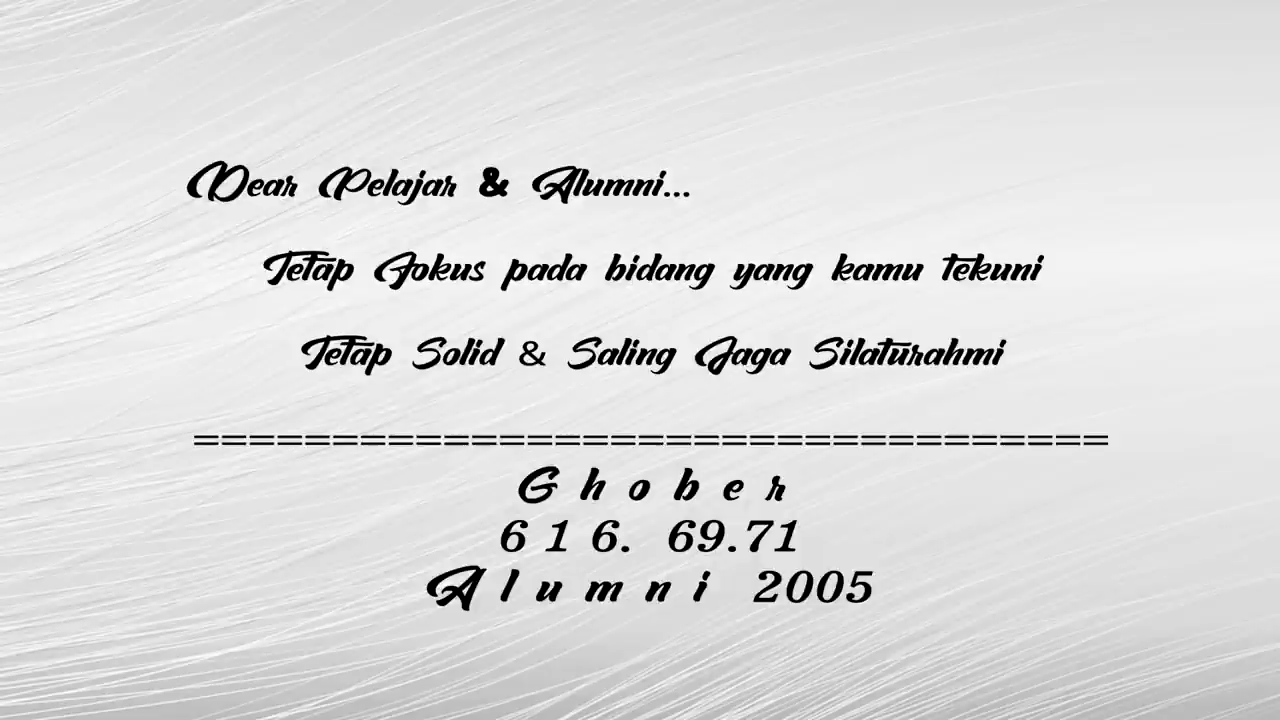 Dear Pelajar & Alumni...
Tetap Fokus pada bidang yang kamu tekuni
Tetap Solid & Saling Jaga Silaturahmi
=================================
G h o b e r
6 1 6. 69.71
A l u m n i 2005